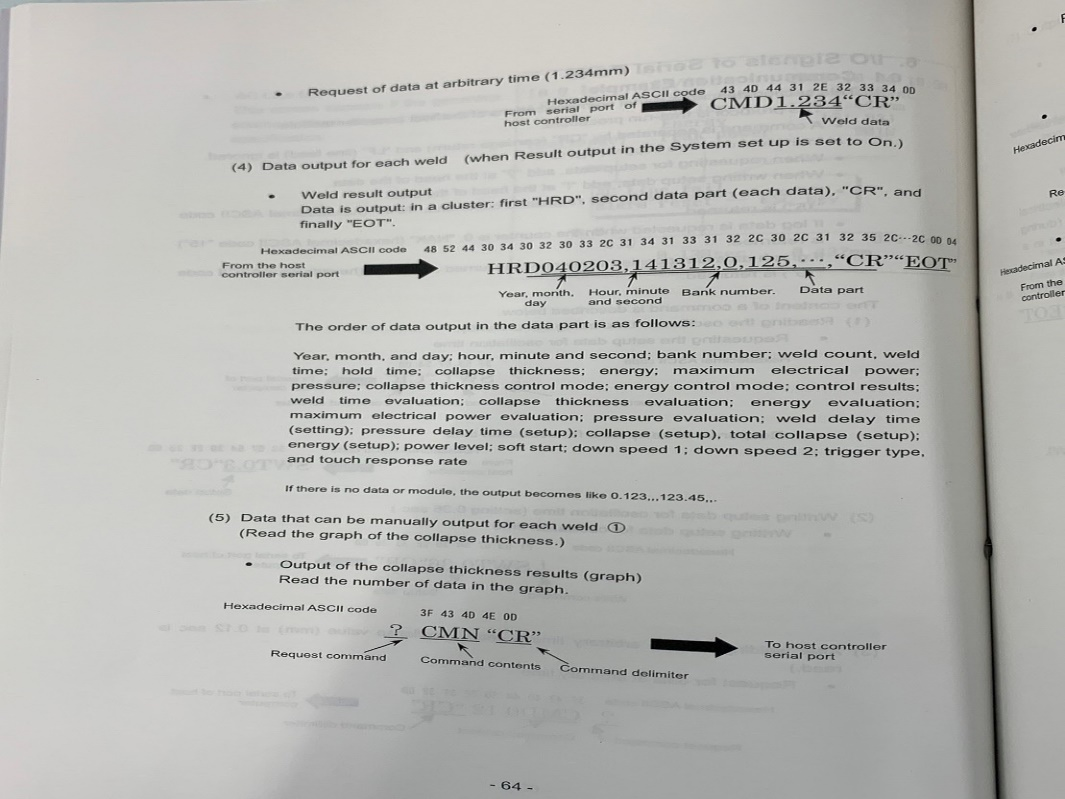 • Request of data at arbitrary time (1.234mm)
Hexadecimal ASCII code 43 4D 44 31 2E 32 33 34 0D
From serial port of host controller CMD1.234“CR”
Weld data
(4) Data output for each weld (when Result output in the System set up is set to On.)
• Weld result output
Data is output: in a cluster: first "HRD", second data part (each data), "CR", and
finally "EOT".
Hexadecimal ASCII code 48 52 44 30 34 30 32 30 33 2C 31 34 31 33 31 32 2C 30 2C 31 32 35 2C···2C 0D 04
From the host
controller serial port
HRD040203,141312,0,125,···,“CR”“EOT”
Year, month, day Hour, minute and second Bank number. Data part
The order of data output in the data part is as follows:
Year, month, and day; hour, minute and second; bank number; weld count, weld
time; hold time; collapse thickness; energy; maximum electrical power;
pressure; collapse thickness control mode; energy control mode; control results;
weld time evaluation; collapse thickness evaluation; energy evaluation;
maximum electrical power evaluation; pressure evaluation; weld delay time
(setting); pressure delay time (setup); collapse (setup), total collapse (setup);
energy (setup); power level; soft start; down speed 1; down speed 2; trigger type,
and touch response rate
If there is no data or module, the output becomes like 0.123,,,123.45,,.
(5) Data that can be manually output for each weld ①
(Read the graph of the collapse thickness.)
• Output of the collapse thickness results (graph)
Read the number of data in the graph.
Hexadecimal ASCII code 3F 43 4D 4E 0D
? CMN “CR”
To host controller
serial port
Request command Command contents Command delimiter
- 64 -
Hexadecim
Re
Hexadecimal AS
From the
controller